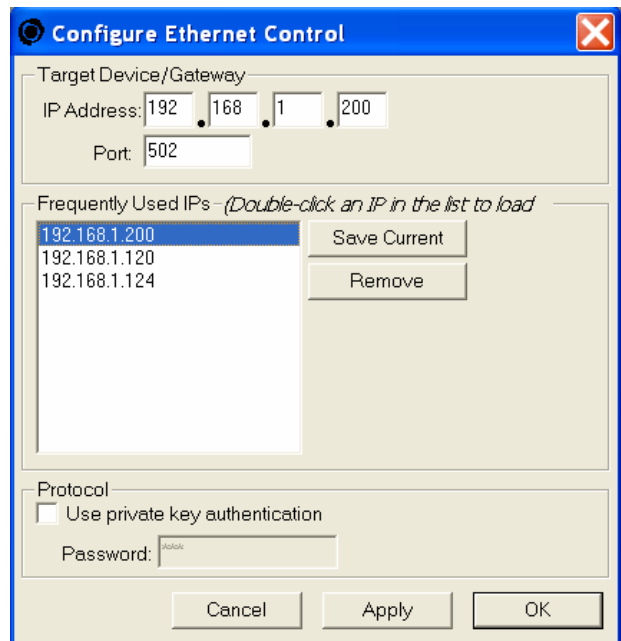 Configure Ethernet Control
Target Device/Gateway
IP Address: 192 . 168 . 1 . 200
Port: 502
Frequently Used IPs - (Double-click an IP in the list to load
192.168.1.200
192.168.1.120
192.168.1.124
Save Current
Remove
Protocol
Use private key authentication
Password: ***
Cancel
Apply
OK